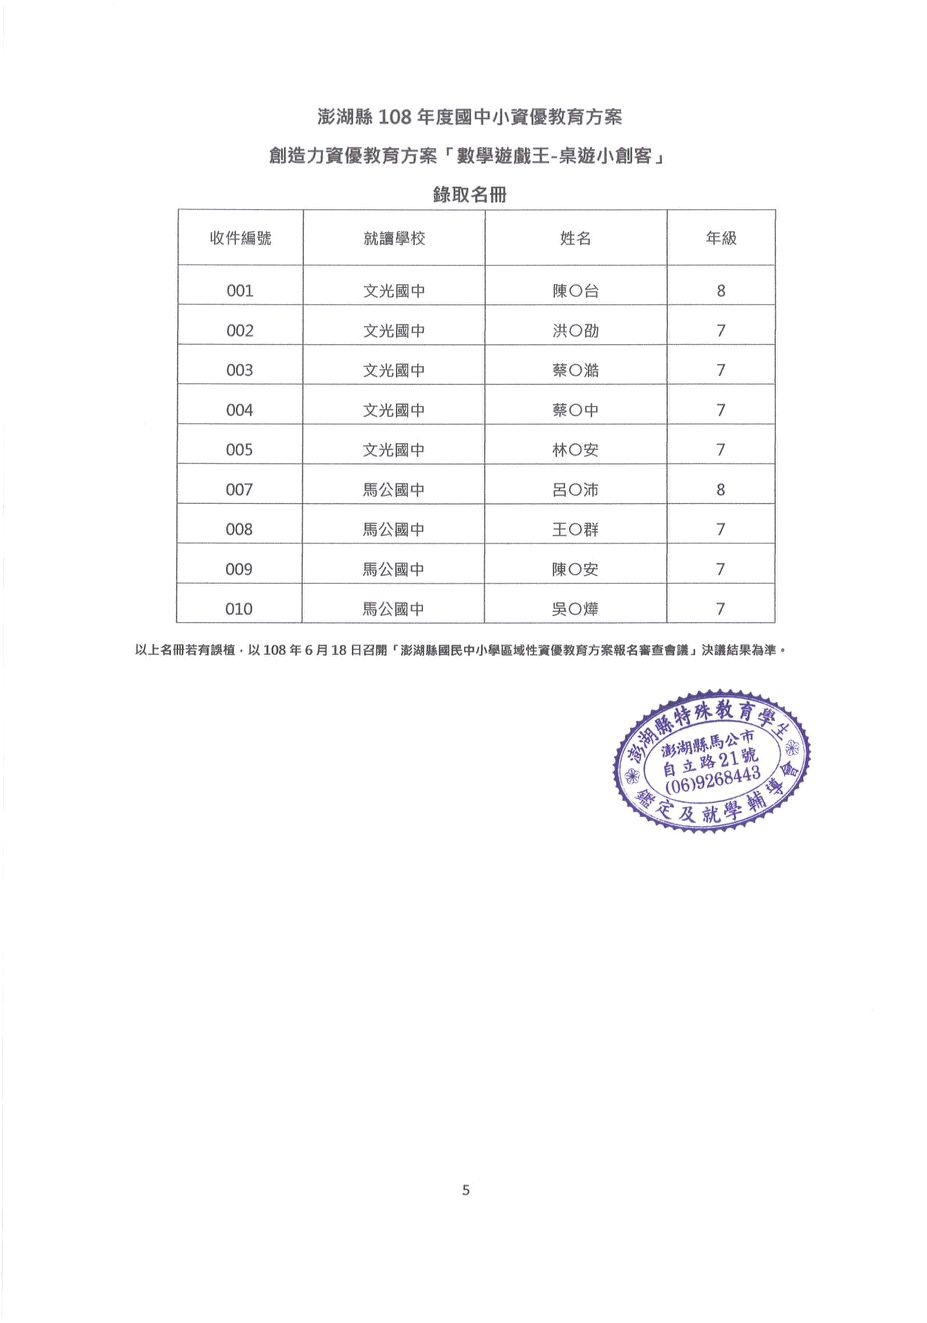 澎湖縣 108 年度國中小資優教育方案
創造力資優教育方案「數學遊戲王-桌遊小創客」
錄取名冊
收件編號 就讀學校 姓名 年級
001 文光國中 陳○台 8
002 文光國中 洪○劭 7
003 文光國中 蔡○澔 7
004 文光國中 蔡○中 7
005 文光國中 林○安 7
007 馬公國中 呂○沛 8
008 馬公國中 王○群 7
009 馬公國中 陳○安 7
010 馬公國中 吳○燁 7
以上名冊若有誤植，以 108 年 6 月 18 日召開「澎湖縣國民中小學區域性資優教育方案報名審查會議」決議結果為準。
澎湖縣特殊教育學生
澎湖縣馬公市
自立路21號
(06)9268443
鑑定及就學輔導會
5